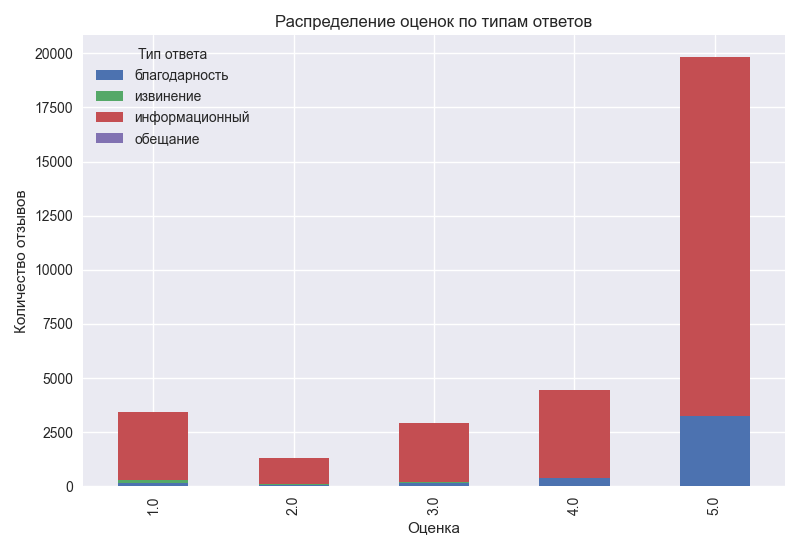 Распределение оценок по типам ответов
Тип ответа
благодарность
извинение
информационный
обещание
Количество отзывов
20000
17500
15000
12500
10000
7500
5000
2500
0
1.0
2.0
3.0
4.0
5.0
Оценка